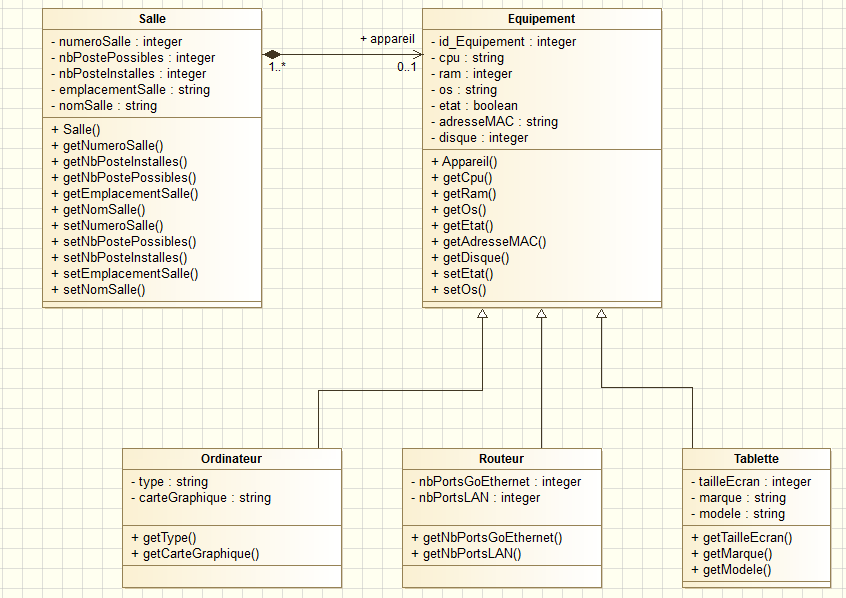 Salle
- numeroSalle : integer
- nbPostePossibles : integer
- nbPosteInstalles : integer
- emplacementSalle : string
- nomSalle : string
+ Salle()
+ getNumeroSalle()
+ getNbPosteInstalles()
+ getNbPostePossibles()
+ getEmplacementSalle()
+ getNomSalle()
+ setNumeroSalle()
+ setNbPostePossibles()
+ setNbPosteInstalles()
+ setEmplacementSalle()
+ setNomSalle()
+ appareil
1..*
0..1
Equipement
- id_Equipement : integer
- cpu : string
- ram : integer
- os : string
- etat : boolean
- adresseMAC : string
- disque : integer
+ Appareil()
+ getCpu()
+ getRam()
+ getOs()
+ getEtat()
+ getAdresseMAC()
+ getDisque()
+ setEtat()
+ setOs()
Ordinateur
- type : string
- carteGraphique : string
+ getType()
+ getCarteGraphique()
Routeur
- nbPortsGoEthernet : integer
- nbPortsLAN : integer
+ getNbPortsGoEthernet()
+ getNbPortsLAN()
Tablette
- tailleEcran : integer
- marque : string
- modele : string
+ getTailleEcran()
+ getMarque()
+ getModele()